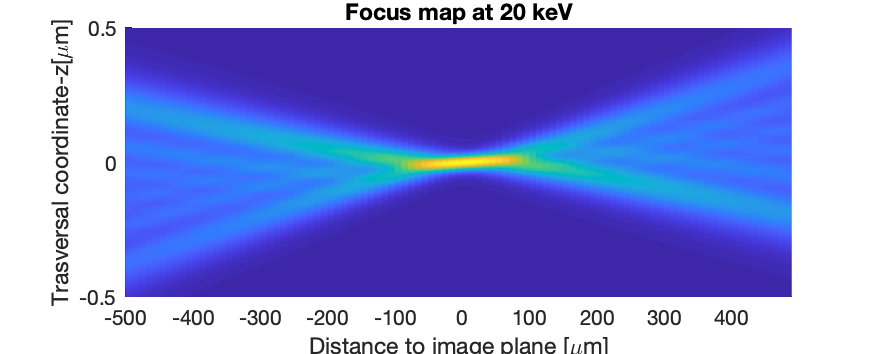 Focus map at 20 keV
Trasversal coordinate-z[μm]
0.5
0
-0.5
-500 -400 -300 -200 -100 0 100 200 300 400
Distance to image plane [μm]